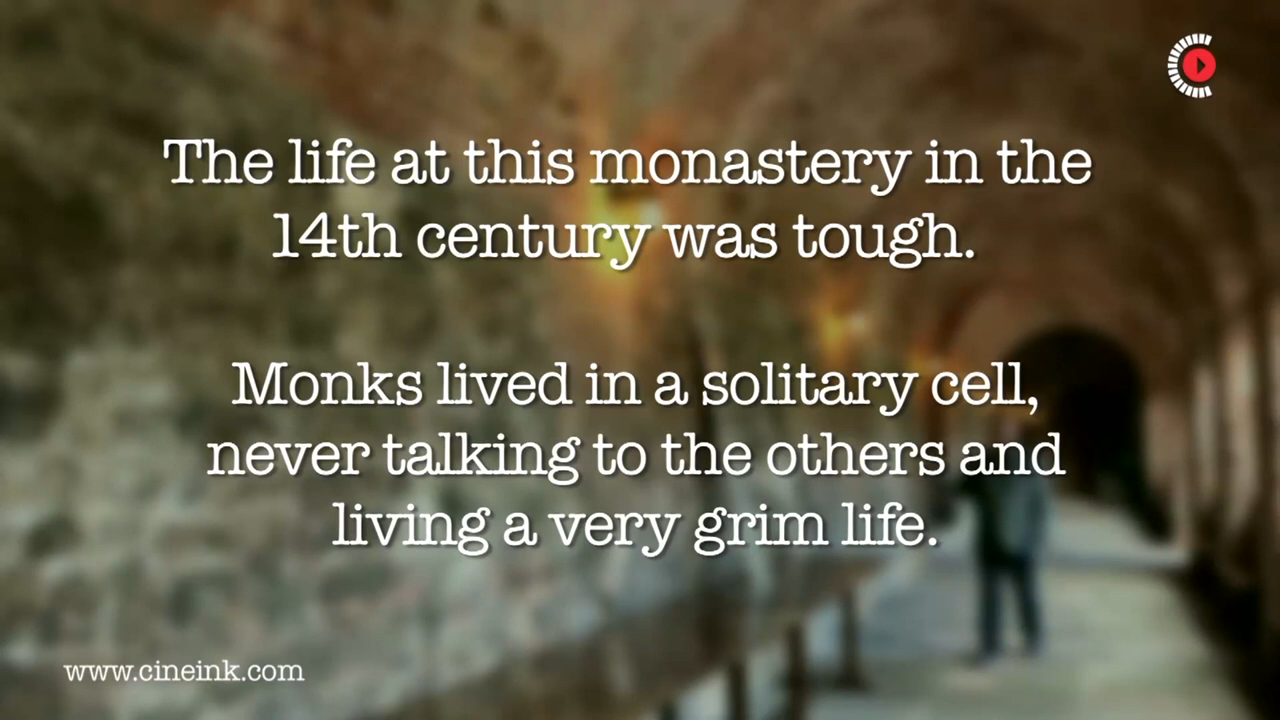 The life at this monastery in the
14th century was tough.
Monks lived in a solitary cell,
never talking to the others and
living a very grim life.
www.cineink.com